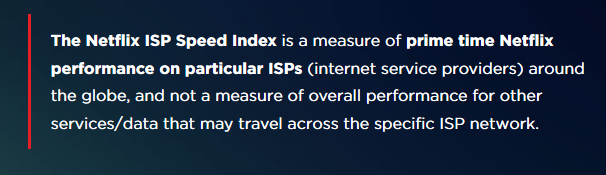 The Netflix ISP Speed Index is a measure of prime time Netflix
performance on particular ISPs (internet service providers) around
the globe, and not a measure of overall performance for other
services/data that may travel across the specific ISP network.